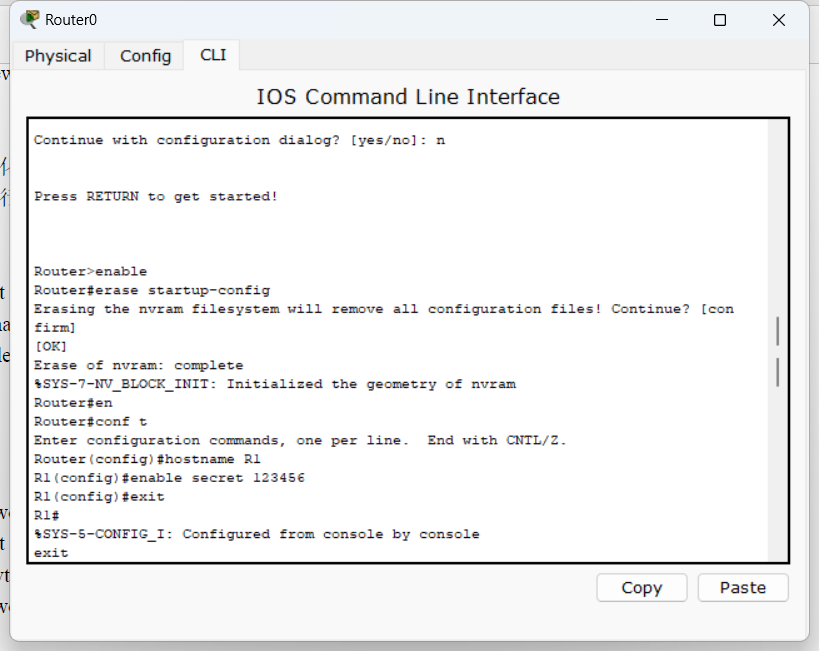 Router0
Physical Config CLI
IOS Command Line Interface
Continue with configuration dialog? [yes/no]: n
Press RETURN to get started!
Router>enable
Router#erase startup-config
Erasing the nvram filesystem will remove all configuration files! Continue? [con
firm]
[OK]
Erase of nvram: complete
%SYS-7-NV_BLOCK_INIT: Initialized the geometry of nvram
Router#en
Router#conf t
Enter configuration commands, one per line.  End with CNTL/Z.
Router(config)#hostname R1
R1(config)#enable secret 123456
R1(config)#exit
R1#
%SYS-5-CONFIG_I: Configured from console by console
exit
Copy Paste